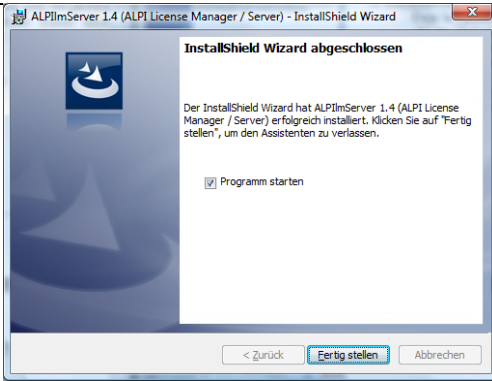 ALPIlmServer 1.4 (ALPI License Manager / Server) - InstallShield Wizard
InstallShield Wizard abgeschlossen
Der InstallShield Wizard hat ALPIlmServer 1.4 (ALPI License
Manager / Server) erfolgreich installiert. Klicken Sie auf "Fertig
stellen", um den Assistenten zu verlassen.
Programm starten
< Zurück
Fertig stellen
Abbrechen